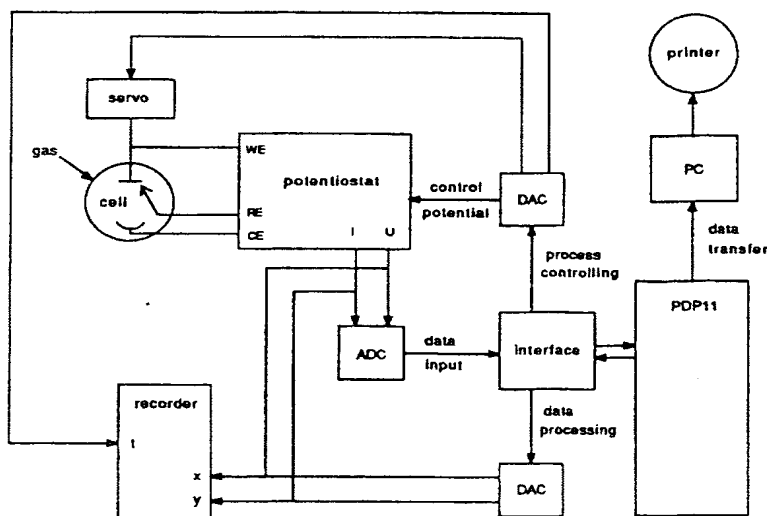 printer
servo
gas
WE
potentiostat
PC
cell
control
potential
DAC
RE
CE
I
U
data
transfer
process
controlling
PDP11
ADC
data
input
interface
recorder
data
processing
t
x
y
DAC